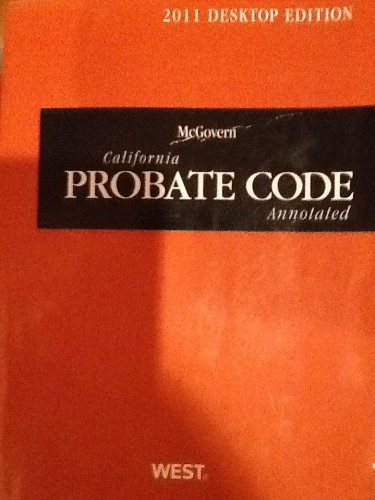 2011 DESKTOP EDITION
McGovern
California
PROBATE CODE
Annotated
WEST®